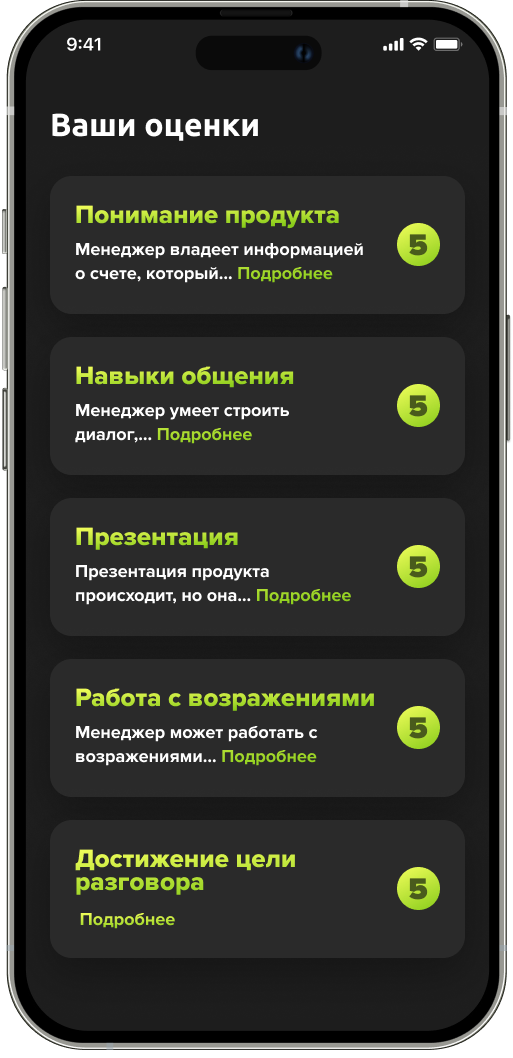 9:41
Ваши оценки
Понимание продукта
Менеджер владеет информацией
о счете, который... Подробнее
5
Навыки общения
Менеджер умеет строить
диалог,... Подробнее
5
Презентация
Презентация продукта
происходит, но она... Подробнее
5
Работа с возражениями
Менеджер может работать с
возражениями... Подробнее
5
Достижение цели
разговора
Подробнее
5